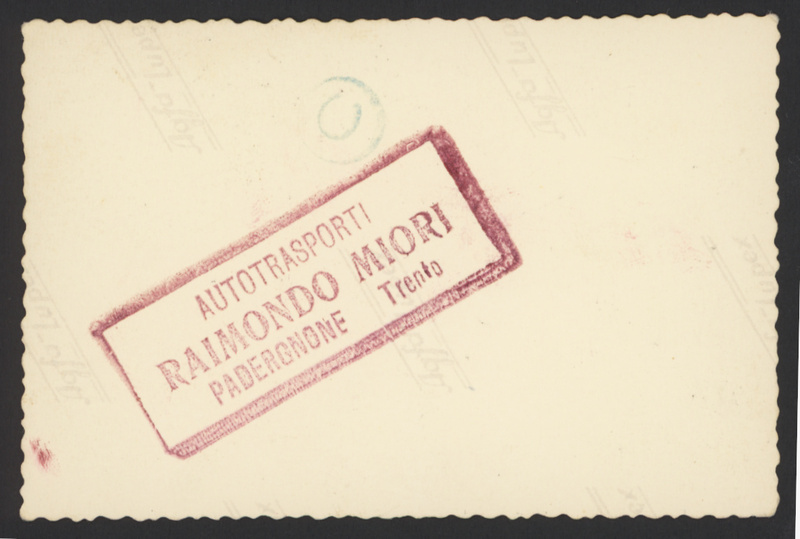 AUTOTRASPORTI
RAIMONDO MIORI
PADERGNONE Trento